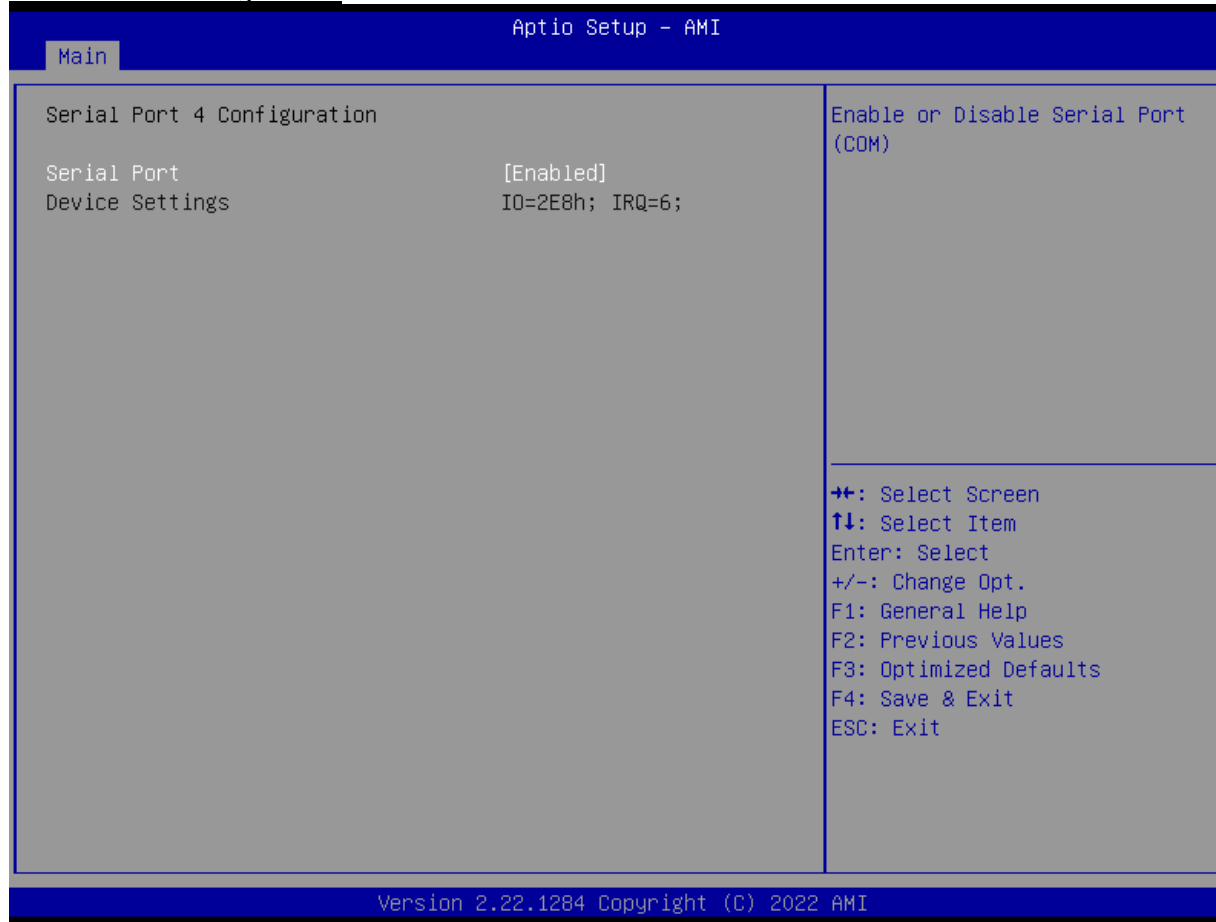 Aptio Setup – AMI
Main
Serial Port 4 Configuration
Serial Port [Enabled]
Device Settings IO=2E8h; IRQ=6;
Enable or Disable Serial Port
(COM)
→←: Select Screen
↑↓: Select Item
Enter: Select
+/-: Change Opt.
F1: General Help
F2: Previous Values
F3: Optimized Defaults
F4: Save & Exit
ESC: Exit
Version 2.22.1284 Copyright (C) 2022 AMI